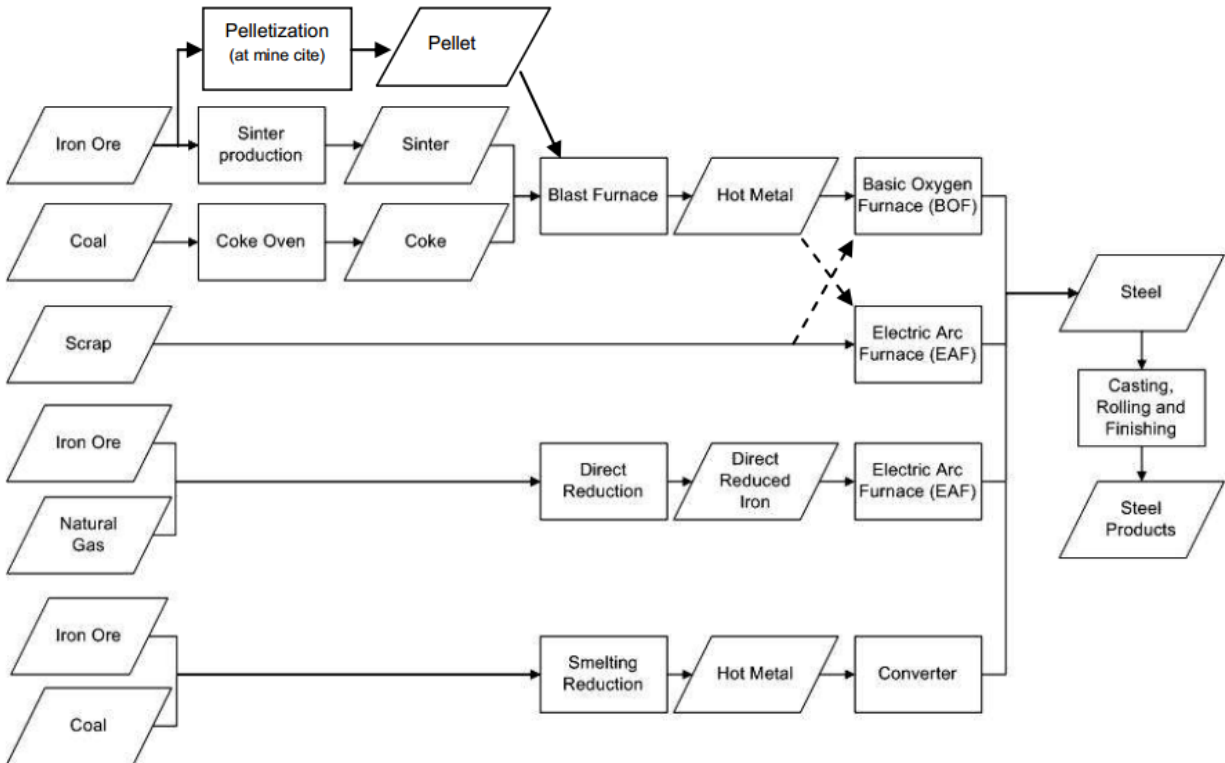 Pelletization
(at mine cite)
Pellet
Iron Ore
Sinter
production
Sinter
Blast Furnace
Hot Metal
Basic Oxygen
Furnace (BOF)
Coal
Coke Oven
Coke
Steel
Scrap
Electric Arc
Furnace (EAF)
Casting,
Rolling and
Finishing
Iron Ore
Direct
Reduction
Direct
Reduced
Iron
Electric Arc
Furnace (EAF)
Natural
Gas
Steel
Products
Iron Ore
Smelting
Reduction
Hot Metal
Converter
Coal